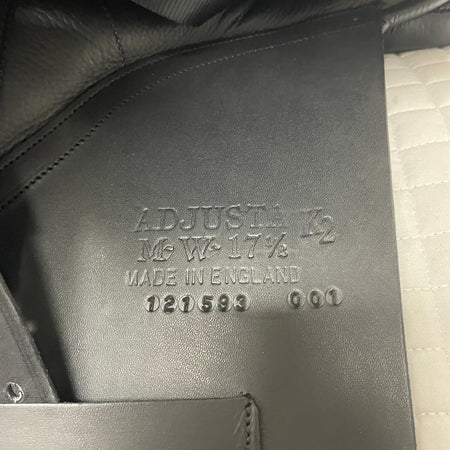 ADJUSTA K2
M-W-17½
MADE IN ENGLAND
121593 001